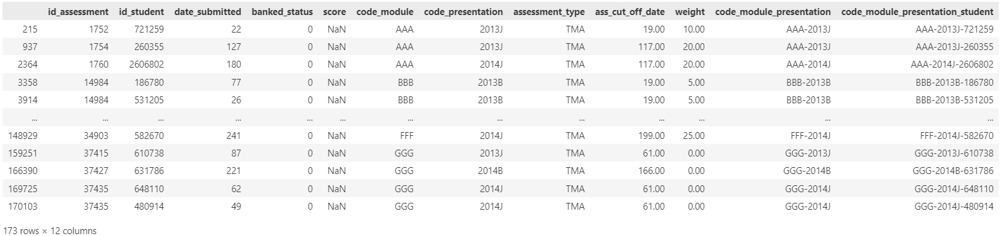 id_assessment id_student date_submitted banked_status score code_module code_presentation assessment_type ass_cut_off_date weight code_module_presentation code_module_presentation_student
215 1752 721259 22 0 NaN AAA 2013J TMA 19.00 10.00 AAA-2013J AAA-2013J-721259
937 1754 260355 127 0 NaN AAA 2013J TMA 117.00 20.00 AAA-2013J AAA-2013J-260355
2364 1760 2606802 180 0 NaN AAA 2014J TMA 117.00 20.00 AAA-2014J AAA-2014J-2606802
3358 14984 186780 77 0 NaN BBB 2013B TMA 19.00 5.00 BBB-2013B BBB-2013B-186780
3914 14984 531205 26 0 NaN BBB 2013B TMA 19.00 5.00 BBB-2013B BBB-2013B-531205
... ... ... ... ... ... ... ... ... ... ... ... ...
148929 34903 582670 241 0 NaN FFF 2014J TMA 199.00 25.00 FFF-2014J FFF-2014J-582670
159251 37415 610738 87 0 NaN GGG 2013J TMA 61.00 0.00 GGG-2013J GGG-2013J-610738
166390 37427 631786 221 0 NaN GGG 2014B TMA 166.00 0.00 GGG-2014B GGG-2014B-631786
169725 37435 648110 62 0 NaN GGG 2014J TMA 61.00 0.00 GGG-2014J GGG-2014J-648110
170103 37435 480914 49 0 NaN GGG 2014J TMA 61.00 0.00 GGG-2014J GGG-2014J-480914
173 rows × 12 columns